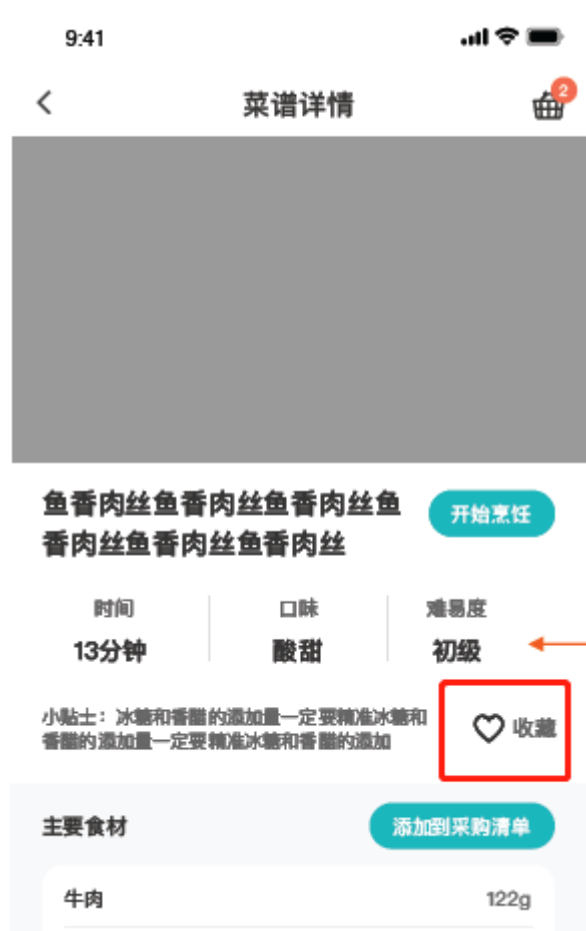 9:41
菜谱详情
2
鱼香肉丝鱼香肉丝鱼香肉丝鱼
香肉丝鱼香肉丝鱼香肉丝
开始烹饪
时间 口味 难易度
13分钟 酸甜 初级
小贴士：冰糖和香醋的添加量一定要精准冰糖和
香醋的添加量一定要精准冰糖和香醋的添加
收藏
主要食材
添加到采购清单
牛肉 122g